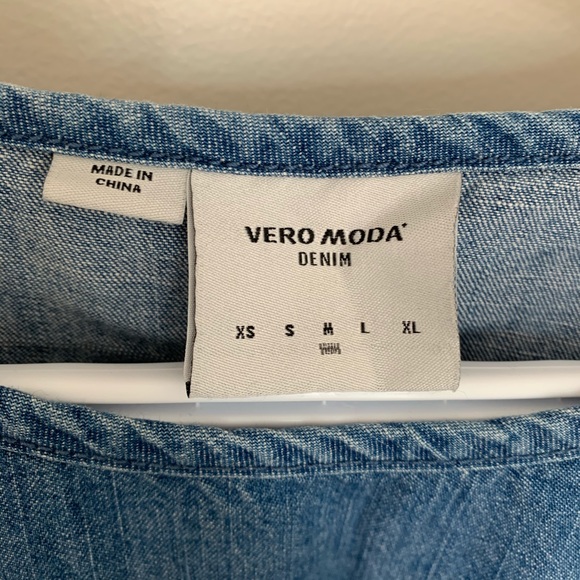 MADE IN
CHINA
VERO MODA
DENIM
XS S M L XL